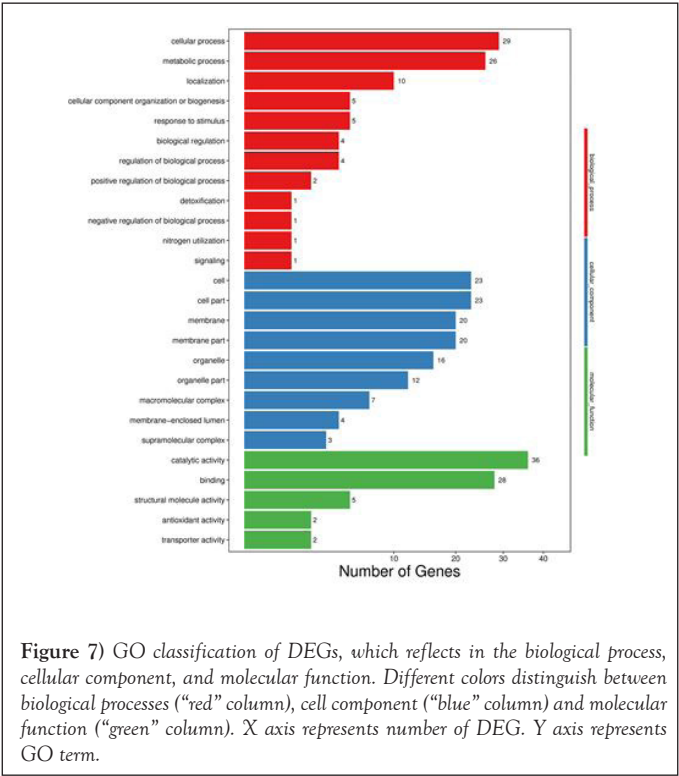 cellular process 29
metabolic process 26
localization 10
cellular component organization or biogenesis 5
response to stimulus 5
biological regulation 4
regulation of biological process 4
positive regulation of biological process 2
detoxification 1
negative regulation of biological process 1
nitrogen utilization 1
signaling 1
cell 23
cell part 23
membrane 20
membrane part 20
organelle 16
organelle part 12
macromolecular complex 7
membrane-enclosed lumen 4
supramolecular complex 3
catalytic activity 36
binding 28
structural molecule activity 5
antioxidant activity 2
transporter activity 2
10 20 30 40
Number of Genes
biological_process
cellular_component
molecular_function
Figure 7) GO classification of DEGs, which reflects in the biological process,
cellular component, and molecular function. Different colors distinguish between
biological processes (“red” column), cell component (“blue” column) and molecular
function (“green” column). X axis represents number of DEG. Y axis represents
GO term.